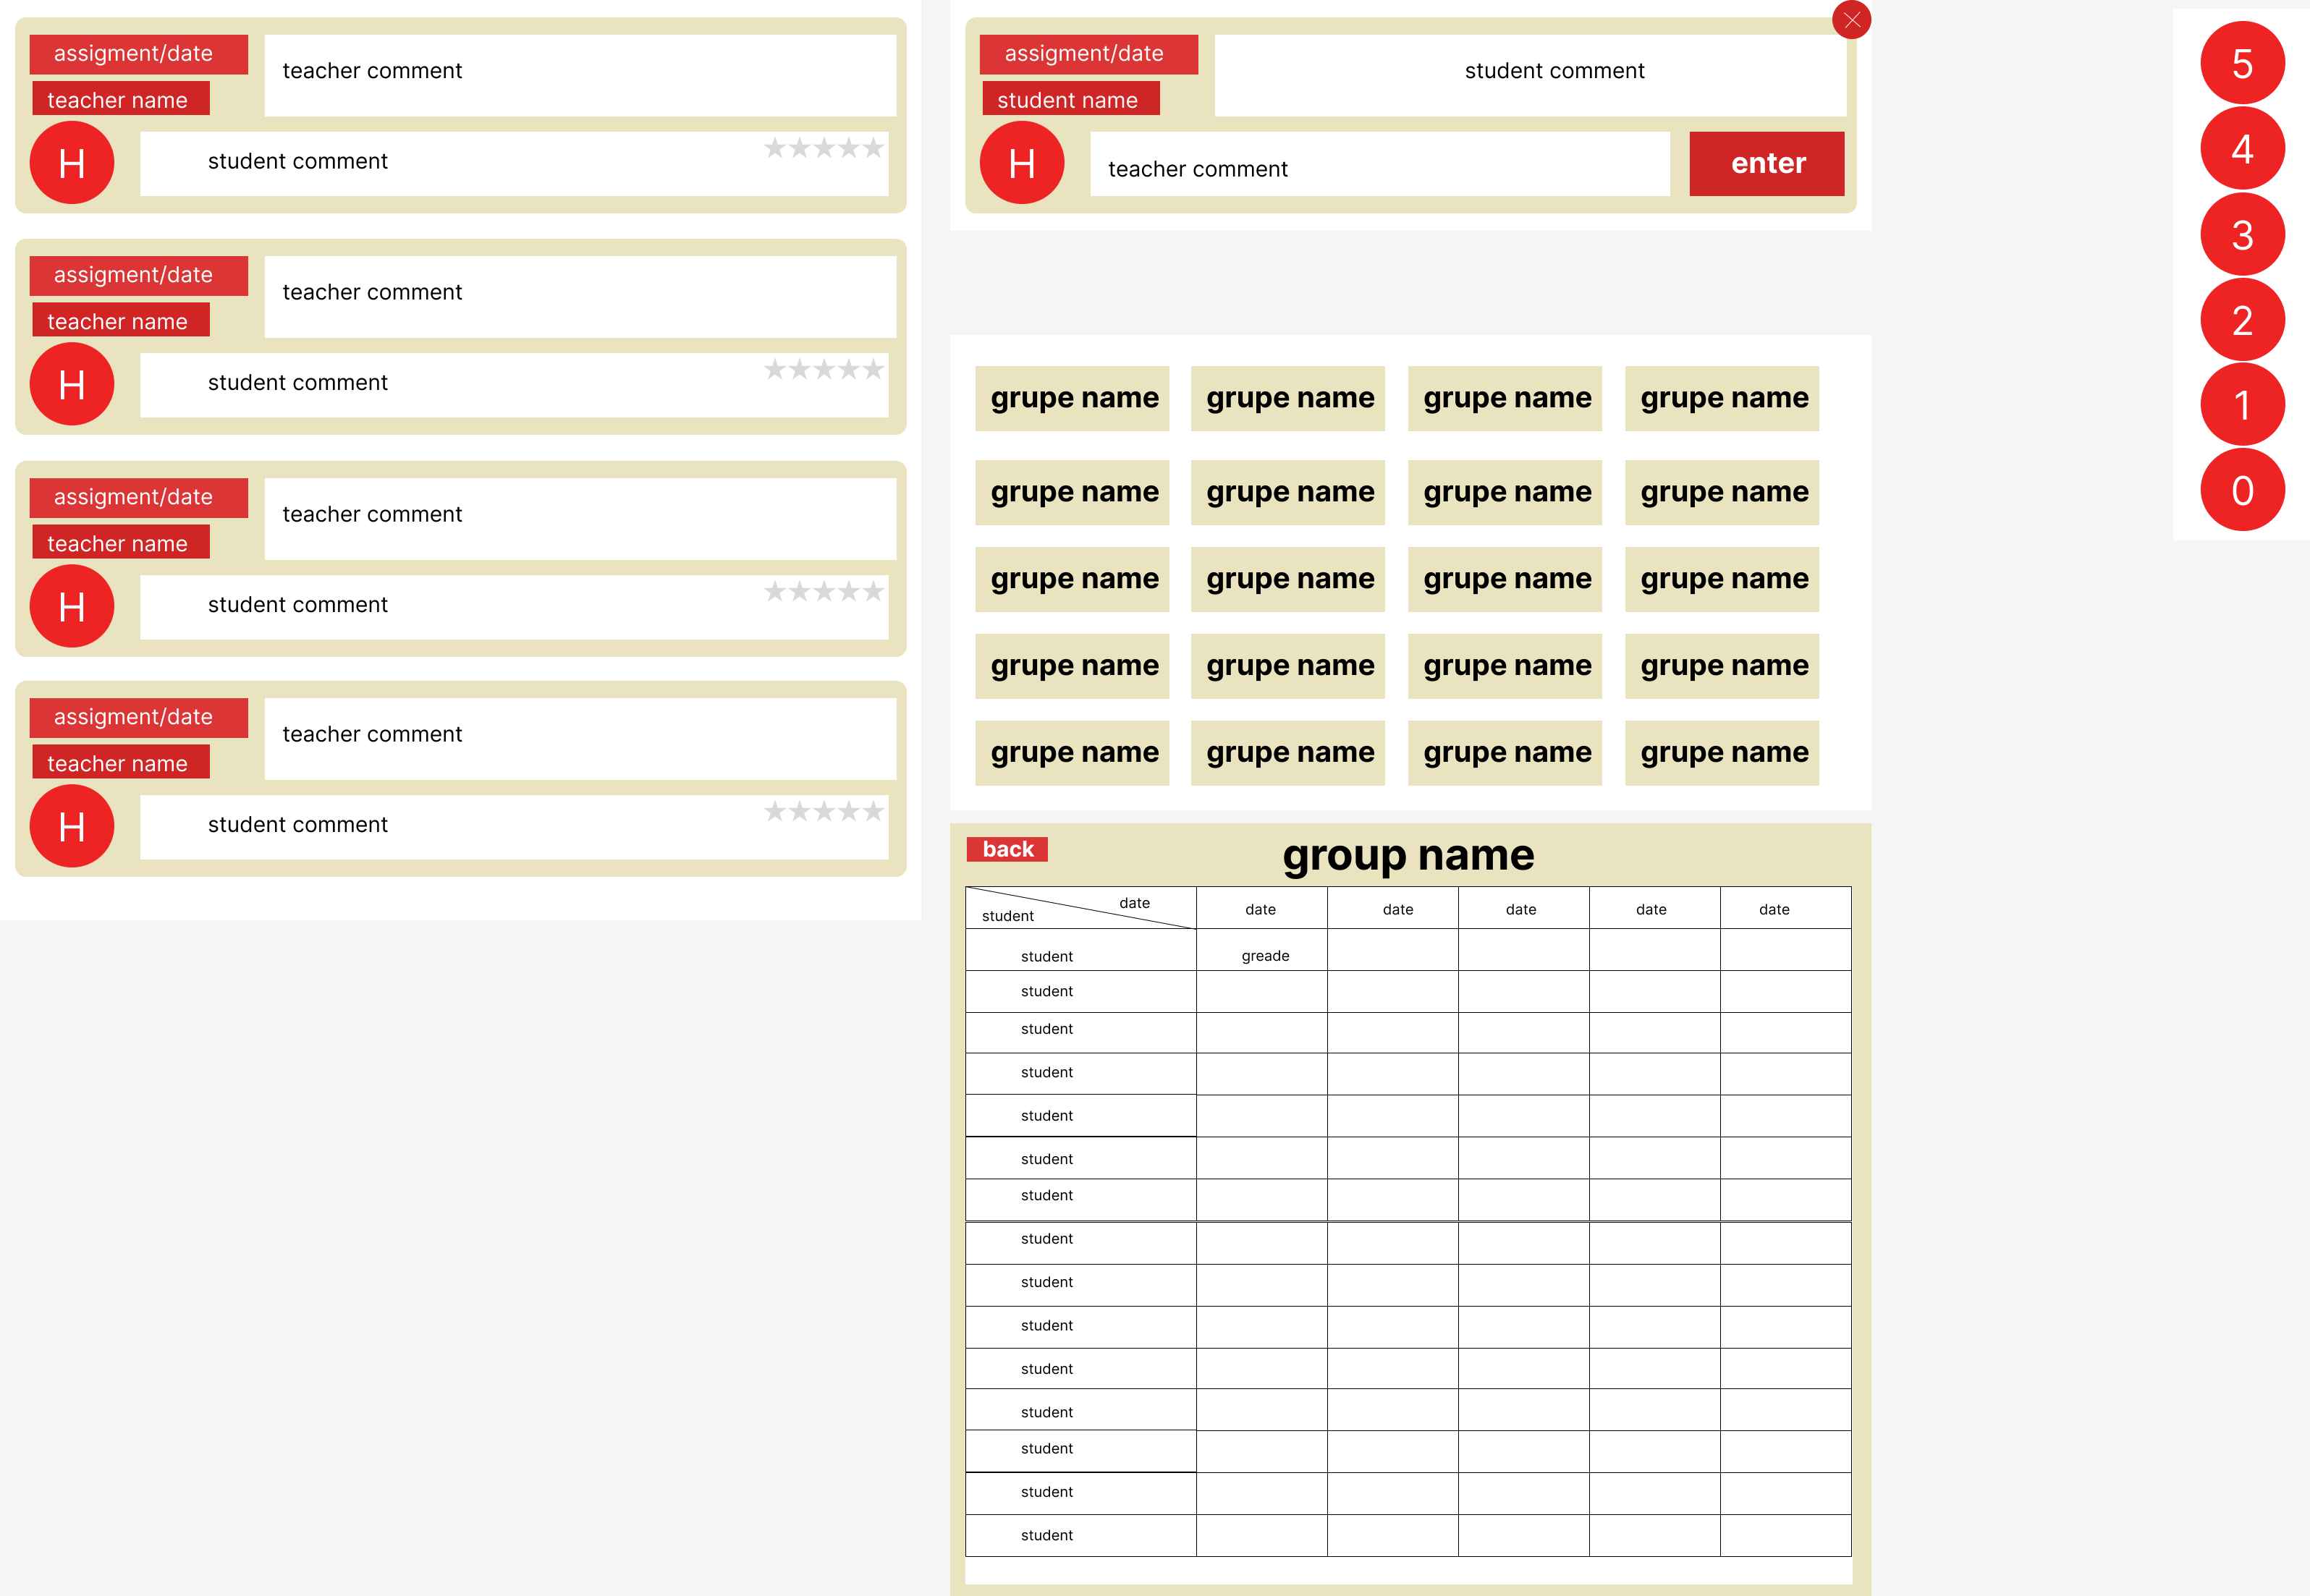 assigment/date
teacher comment
teacher name
H
student comment
assigment/date
teacher comment
teacher name
H
student comment
assigment/date
teacher comment
teacher name
H
student comment
assigment/date
teacher comment
teacher name
H
student comment
assigment/date
student comment
student name
H
teacher comment
enter
grupe name grupe name grupe name grupe name
grupe name grupe name grupe name grupe name
grupe name grupe name grupe name grupe name
grupe name grupe name grupe name grupe name
grupe name grupe name grupe name grupe name
back
group name
date
student
date date date date date
student greade
student
student
student
student
student
student
student
student
student
student
student
student
student
student
5
4
3
2
1
0